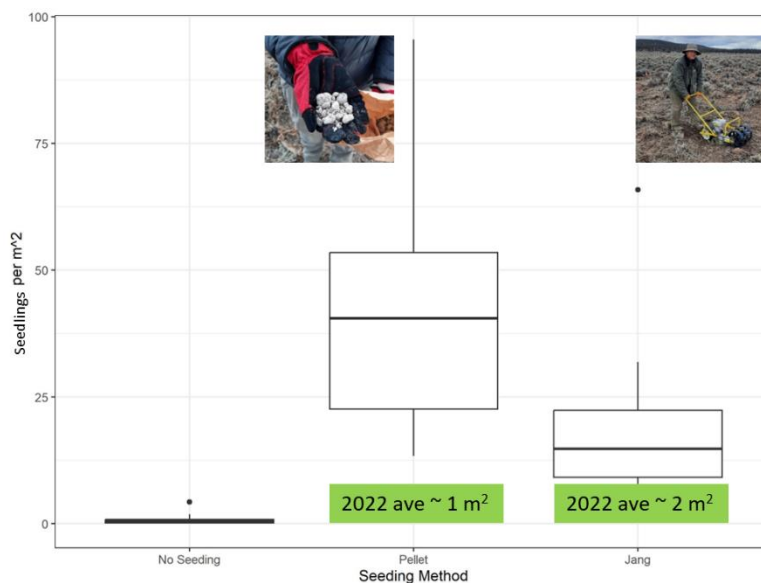 100
75
50
25
0
Seedlings per m^2
2022 ave ~ 1 m²
2022 ave ~ 2 m²
No Seeding
Pellet
Jang
Seeding Method